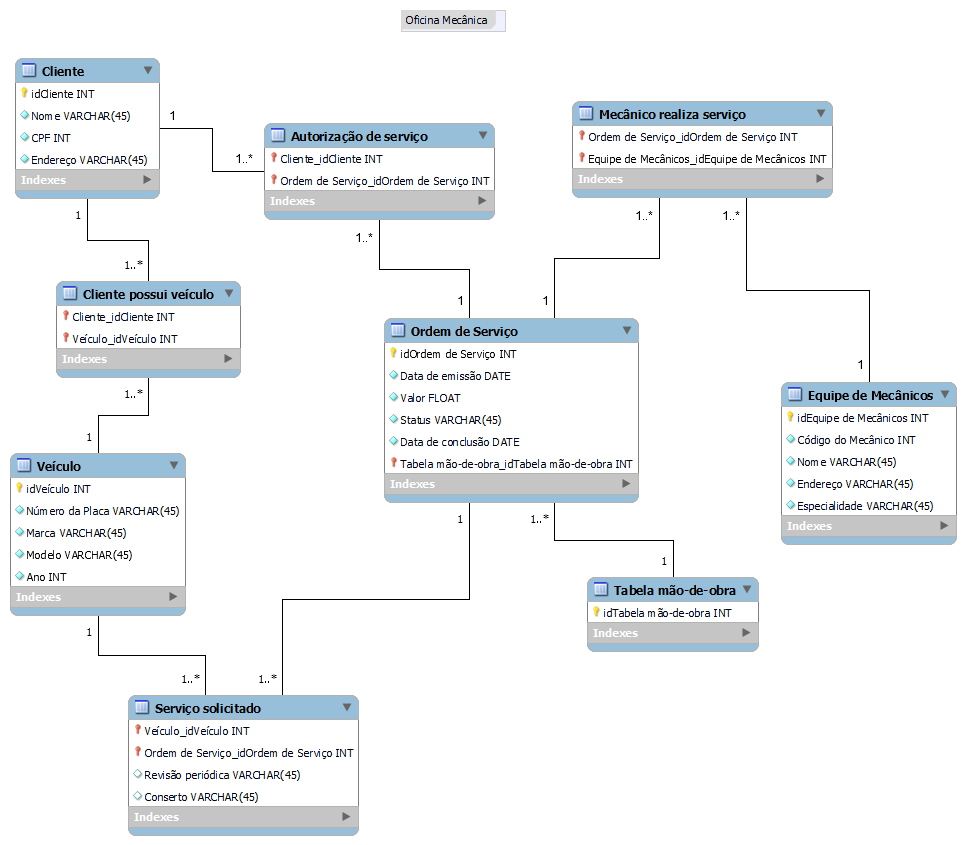 Oficina Mecânica
Cliente
idCliente INT
Nome VARCHAR(45)
CPF INT
Endereço VARCHAR(45)
Indexes
1
1..*
Autorização de serviço
Cliente_idCliente INT
Ordem de Serviço_idOrdem de Serviço INT
Indexes
Mecânico realiza serviço
Ordem de Serviço_idOrdem de Serviço INT
Equipe de Mecânicos_idEquipe de Mecânicos INT
Indexes
1
1..*
1..*
1..*
1..*
Cliente possui veículo
Cliente_idCliente INT
Veículo_idVeículo INT
Indexes
1
1
Ordem de Serviço
idOrdem de Serviço INT
Data de emissão DATE
Valor FLOAT
Status VARCHAR(45)
Data de conclusão DATE
Tabela mão-de-obra_idTabela mão-de-obra INT
Indexes
1
Equipe de Mecânicos
idEquipe de Mecânicos INT
Código do Mecânico INT
Nome VARCHAR(45)
Endereço VARCHAR(45)
Especialidade VARCHAR(45)
Indexes
1..*
1
Veículo
idVeículo INT
Número da Placa VARCHAR(45)
Marca VARCHAR(45)
Modelo VARCHAR(45)
Ano INT
Indexes
1
1..*
1
Tabela mão-de-obra
idTabela mão-de-obra INT
Indexes
1
1..*
1..*
Serviço solicitado
Veículo_idVeículo INT
Ordem de Serviço_idOrdem de Serviço INT
Revisão periódica VARCHAR(45)
Conserto VARCHAR(45)
Indexes